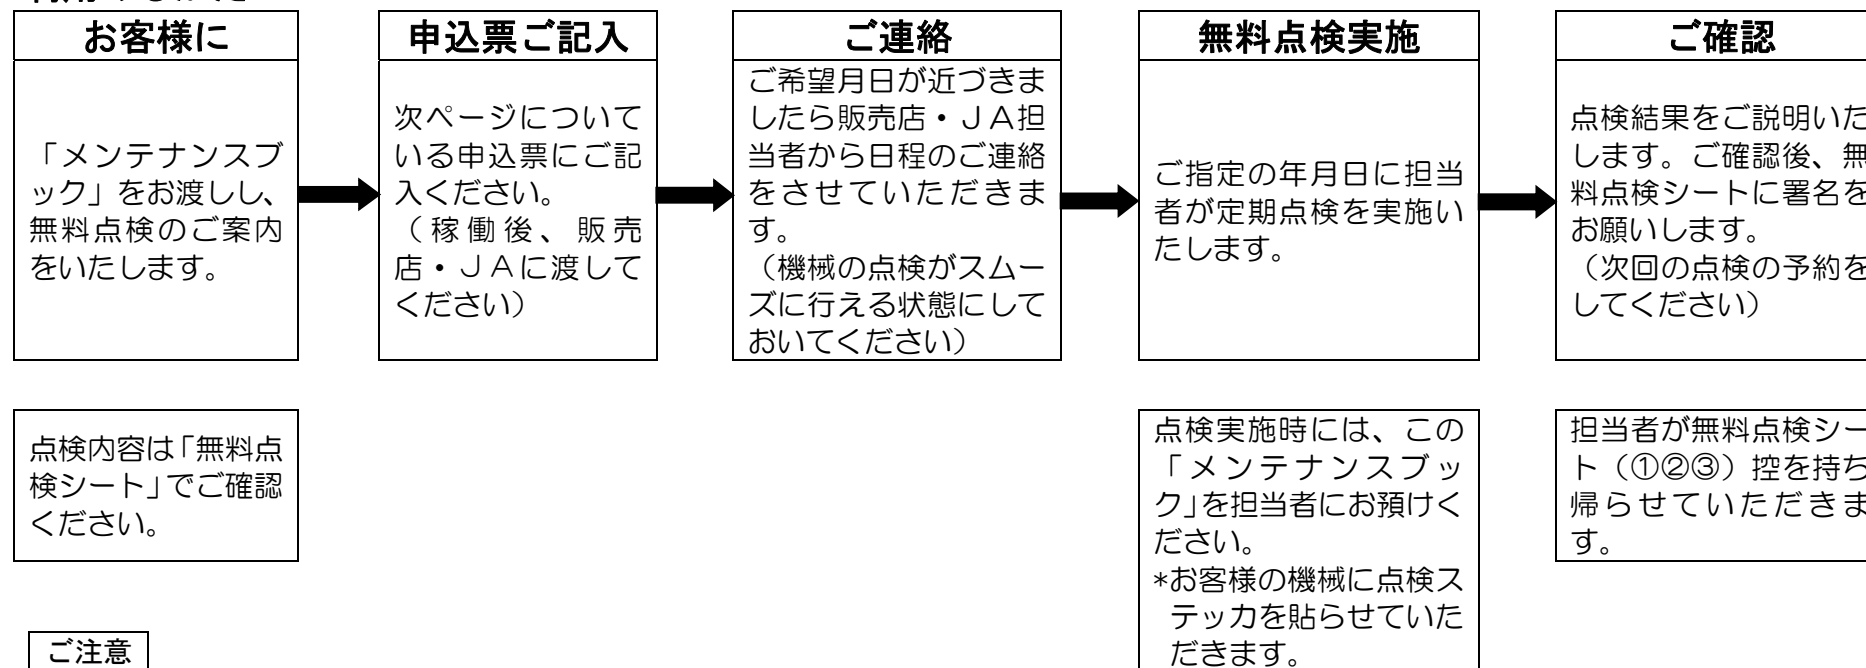 お客様に
「メンテナンスブ
ック」をお渡しし、
無料点検のご案内
をいたします。
申込票ご記入
次ページについて
いる申込票にご記
入ください。
（稼働後、販売
店・ＪＡに渡して
ください）
ご連絡
ご希望月日が近づきま
したら販売店・ＪＡ担
当者から日程のご連絡
をさせていただきま
す。
（機械の点検がスムー
ズに行える状態にして
おいてください）
無料点検実施
ご指定の年月日に担当
者が定期点検を実施い
たします。
ご確認
点検結果をご説明いた
します。ご確認後、無
料点検シートに署名を
お願いします。
（次回の点検の予約を
してください）
点検内容は「無料点
検シート」でご確認
ください。
点検実施時には、この
「メンテナンスブッ
ク」を担当者にお預けく
ださい。
*お客様の機械に点検ス
テッカを貼らせていた
だきます。
担当者が無料点検シー
ト（①②③）控を持ち
帰らせていただきま
す。
ご注意